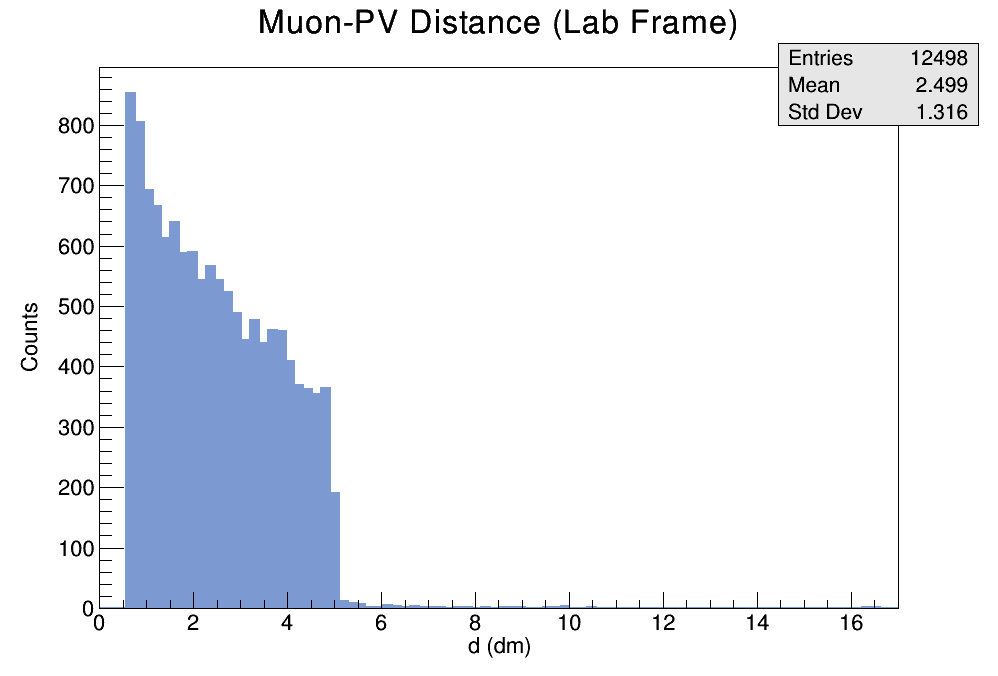 Muon-PV Distance (Lab Frame)
Entries 12498
Mean 2.499
Std Dev 1.316
800
700
600
500
400
300
200
100
0
Counts
0 2 4 6 8 10 12 14 16
d (dm)